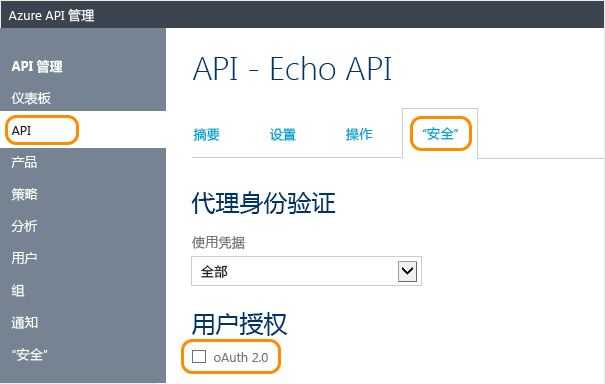 Azure API 管理
API 管理
仪表板
API
产品
策略
分析
用户
组
通知
"安全"
API - Echo API
摘要
设置
操作
"安全"
代理身份验证
使用凭据
全部
用户授权
oAuth 2.0